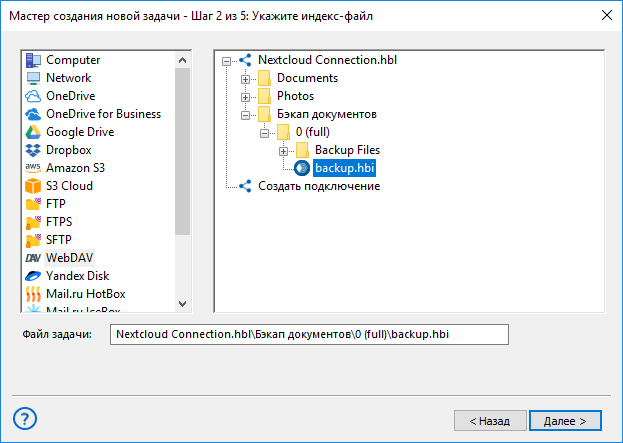 Мастер создания новой задачи - Шаг 2 из 5: Укажите индекс-файл
Computer
Network
OneDrive
OneDrive for Business
Google Drive
Dropbox
aws Amazon S3
S3 Cloud
FTP
FTPS
SFTP
DAV WebDAV
Yandex Disk
Mail.ru HotBox
Mail.ru IceBox
Nextcloud Connection.hbl
Documents
Photos
Бэкап документов
0 (full)
Backup Files
backup.hbi
Создать подключение
Файл задачи: Nextcloud Connection.hbl\Бэкап документов\0 (full)\backup.hbi
?
< Назад
Далее >